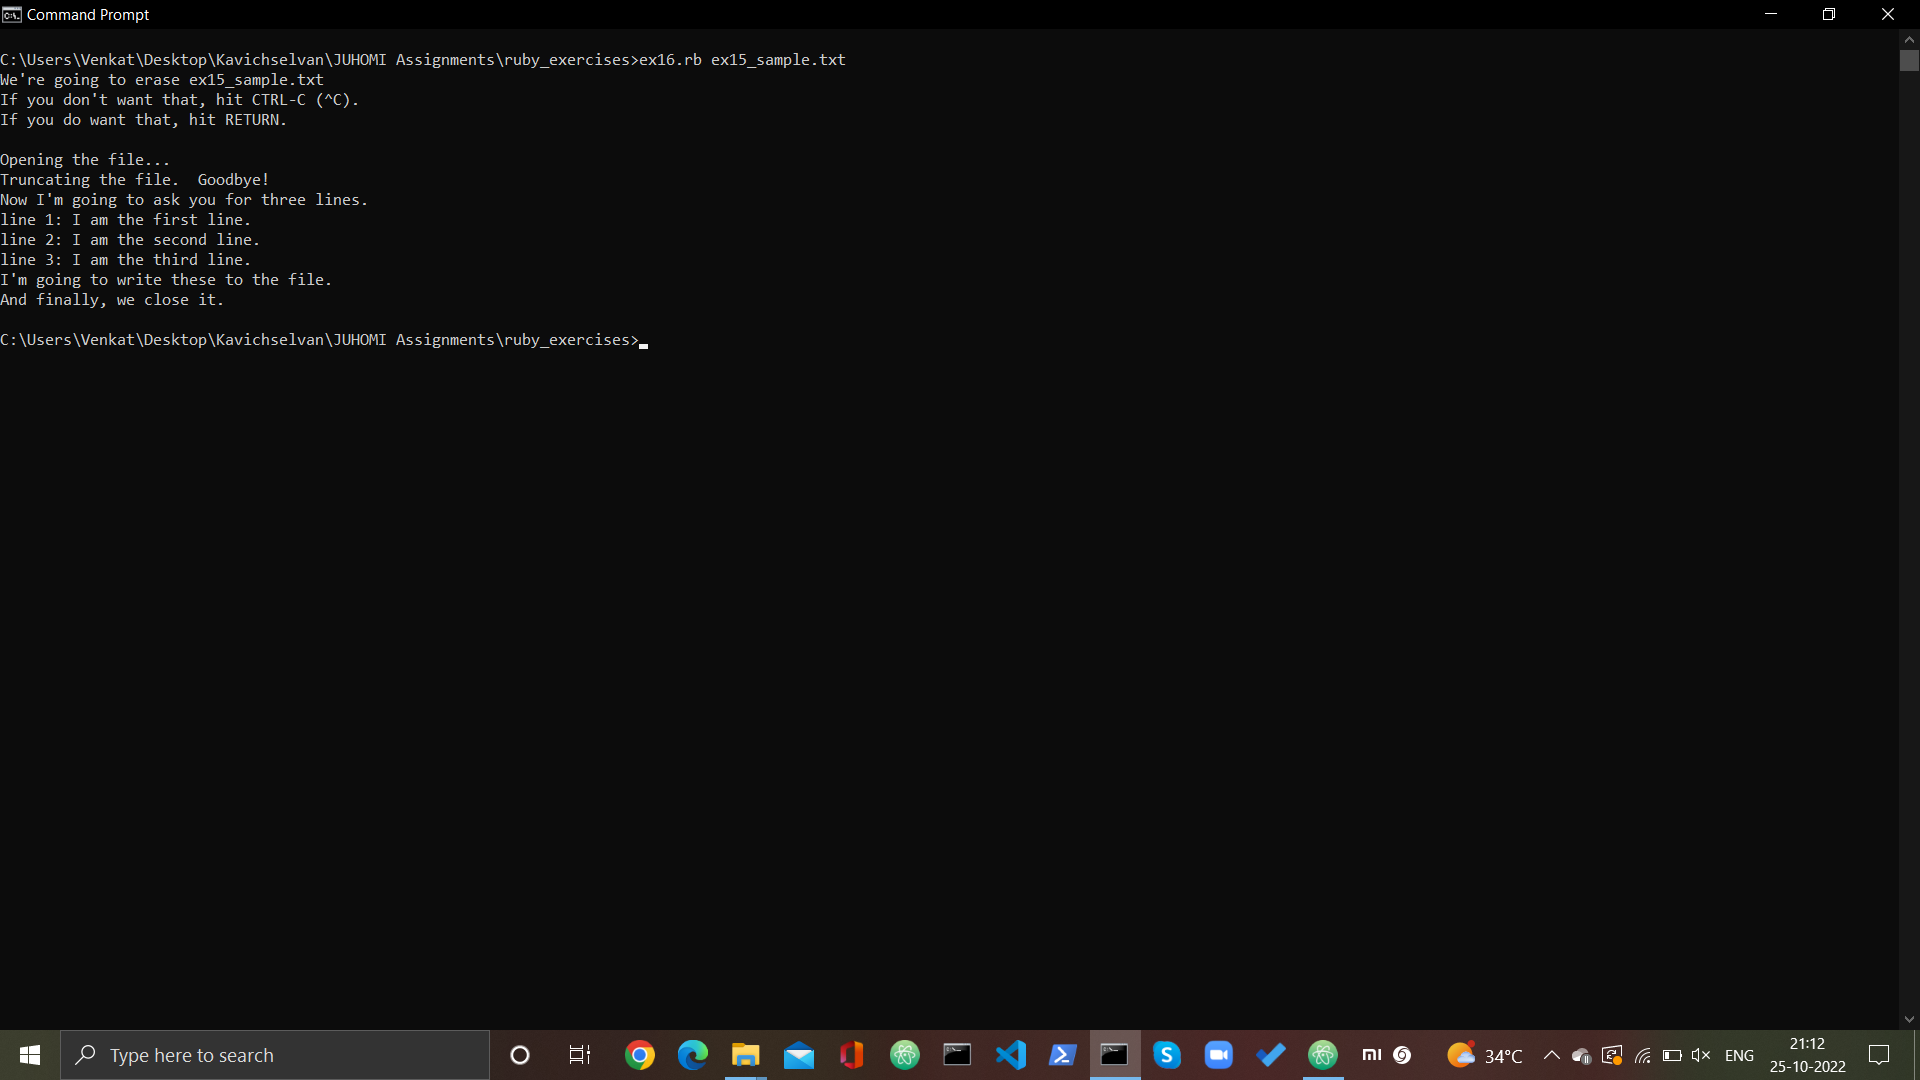 Command Prompt
C:\Users\Venkat\Desktop\Kavichselvan\JUHOMI Assignments\ruby_exercises>ex16.rb ex15_sample.txt
We're going to erase ex15_sample.txt
If you don't want that, hit CTRL-C (^C).
If you do want that, hit RETURN.
Opening the file...
Truncating the file.  Goodbye!
Now I'm going to ask you for three lines.
line 1: I am the first line.
line 2: I am the second line.
line 3: I am the third line.
I'm going to write these to the file.
And finally, we close it.
C:\Users\Venkat\Desktop\Kavichselvan\JUHOMI Assignments\ruby_exercises>
Type here to search
34°C
ENG
21:12
25-10-2022